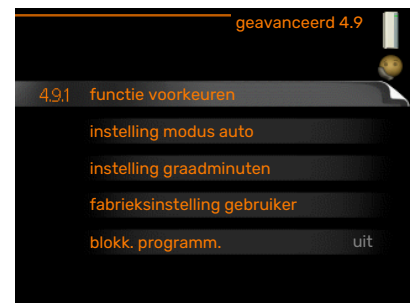 geavanceerd 4.9
4.9.1 functie voorkeuren
instelling modus auto
instelling graadminuten
fabrieksinstelling gebruiker
blokk. programm. uit